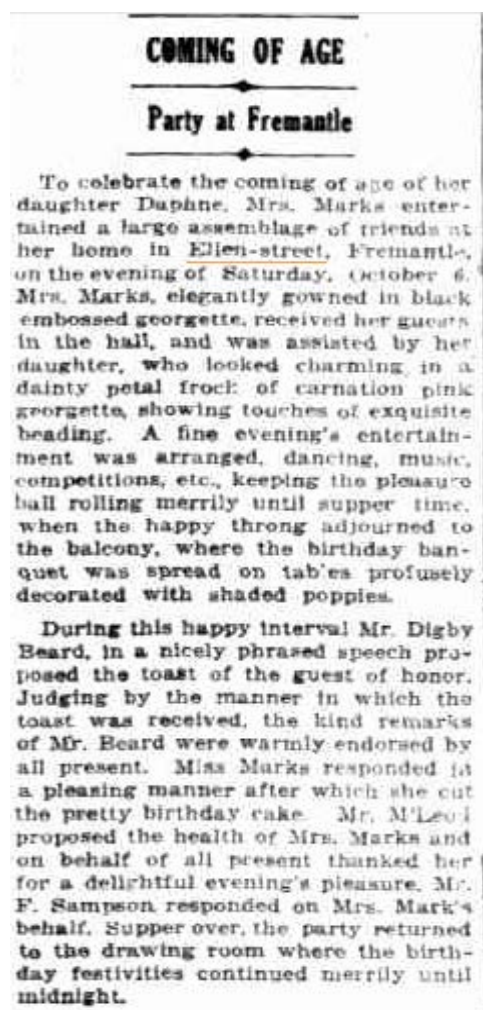 COMING OF AGE
Party at Fremantle
To celebrate the coming of age of her
daughter Daphne, Mrs. Marks enter-
tained a large assemblage of friends at
her home in Ellen-street, Fremantle,
on the evening of Saturday, October 6.
Mrs. Marks, elegantly gowned in black
embossed georgette, received her guests
in the hall, and was assisted by her
daughter, who looked charming in a
dainty petal frock of carnation pink
georgette, showing touches of exquisite
beading. A fine evening's entertain-
ment was arranged, dancing, music,
competitions, etc., keeping the pleasure
ball rolling merrily until supper time,
when the happy throng adjourned to
the balcony, where the birthday ban-
quet was spread on tab'es profusely
decorated with shaded poppies.
During this happy interval Mr. Digby
Beard, in a nicely phrased speech pro-
posed the toast of the guest of honor.
Judging by the manner in which the
toast was received, the kind remarks
of Mr. Beard were warmly endorsed by
all present. Miss Marks responded in
a pleasing manner after which she cut
the pretty birthday cake. Mr. M'Leod
proposed the health of Mrs. Marks and
on behalf of all present thanked her
for a delightful evening's pleasure. Mr.
F. Sampson responded on Mrs. Mark's
behalf. Supper over, the party returned
to the drawing room where the birth-
day festivities continued merrily until
midnight.